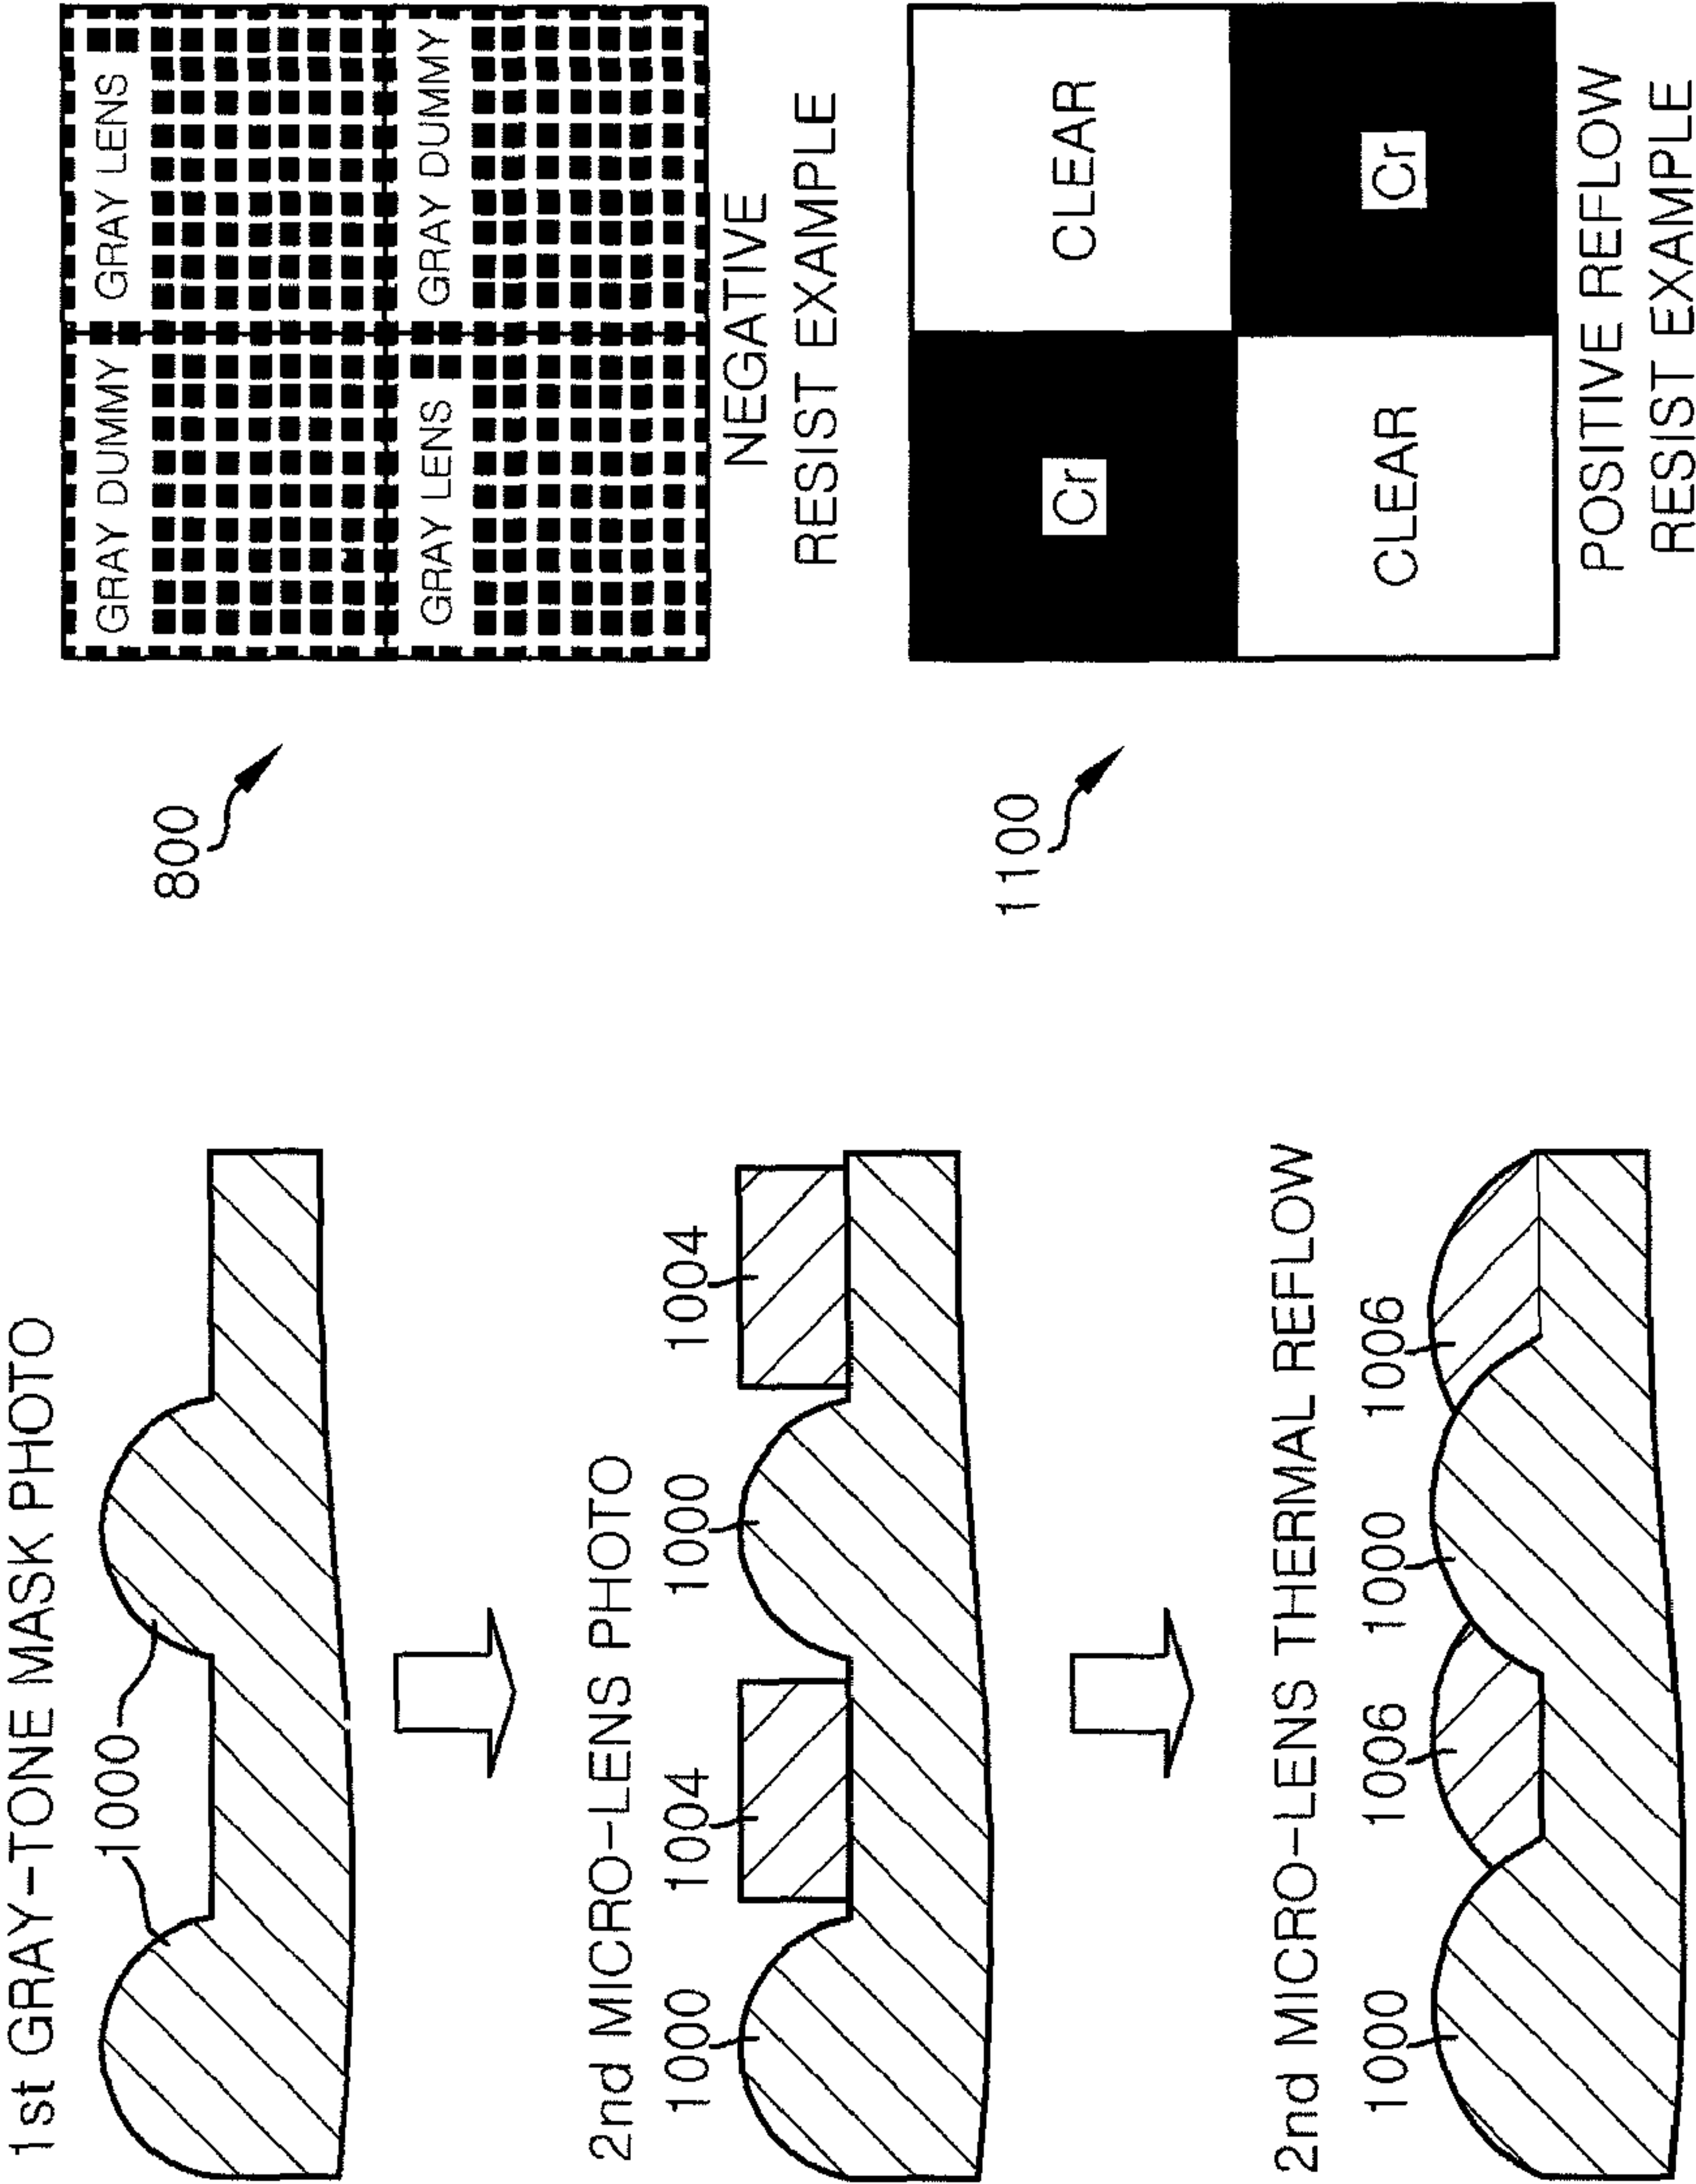 1st GRAY-TONE MASK PHOTO
1000
800
GRAY DUMMY GRAY LENS
GRAY LENS GRAY DUMMY
NEGATIVE
RESIST EXAMPLE
2nd MICRO-LENS PHOTO
1000 1004 1000 1004
1100
Cr CLEAR
CLEAR Cr
POSITIVE REFLOW
RESIST EXAMPLE
2nd MICRO-LENS THERMAL REFLOW
1000 1006 1000 1006